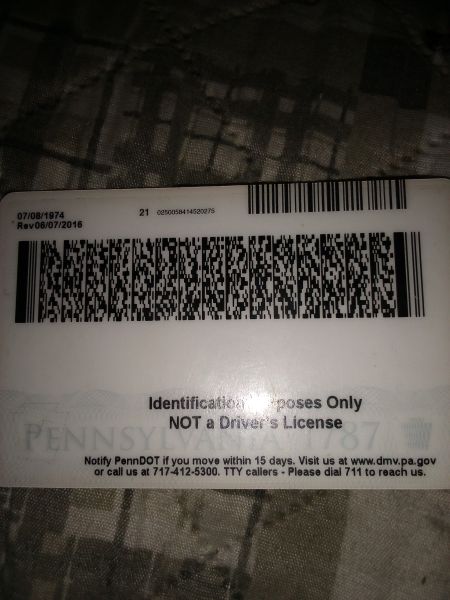 07/08/1974
Rev06/07/2016
21 0250058414520275
Identification poses Only
NOT a Driver's License
PENNSYLVANIA 1787
Notify PennDOT if you move within 15 days. Visit us at www.dmv.pa.gov
or call us at 717-412-5300. TTY callers - Please dial 711 to reach us.